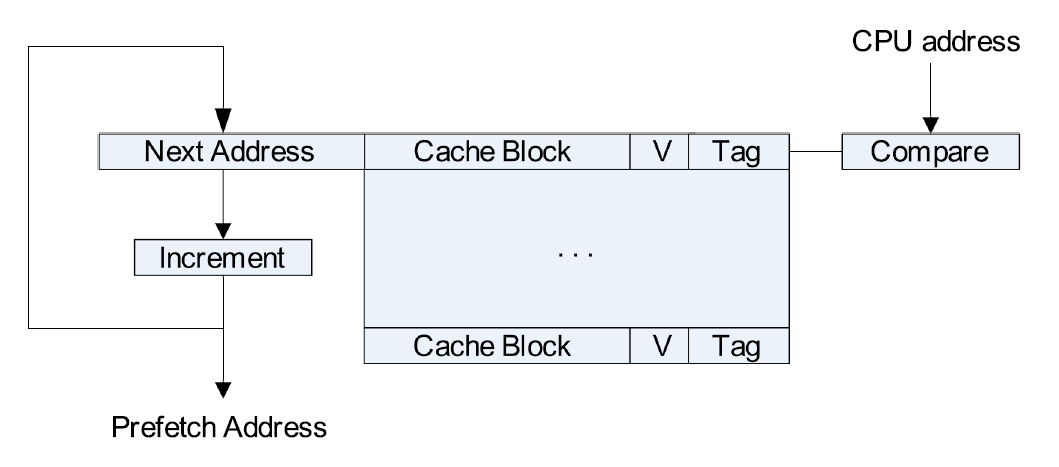 CPU address
Next Address Cache Block V Tag Compare
...
Increment
Cache Block V Tag
Prefetch Address